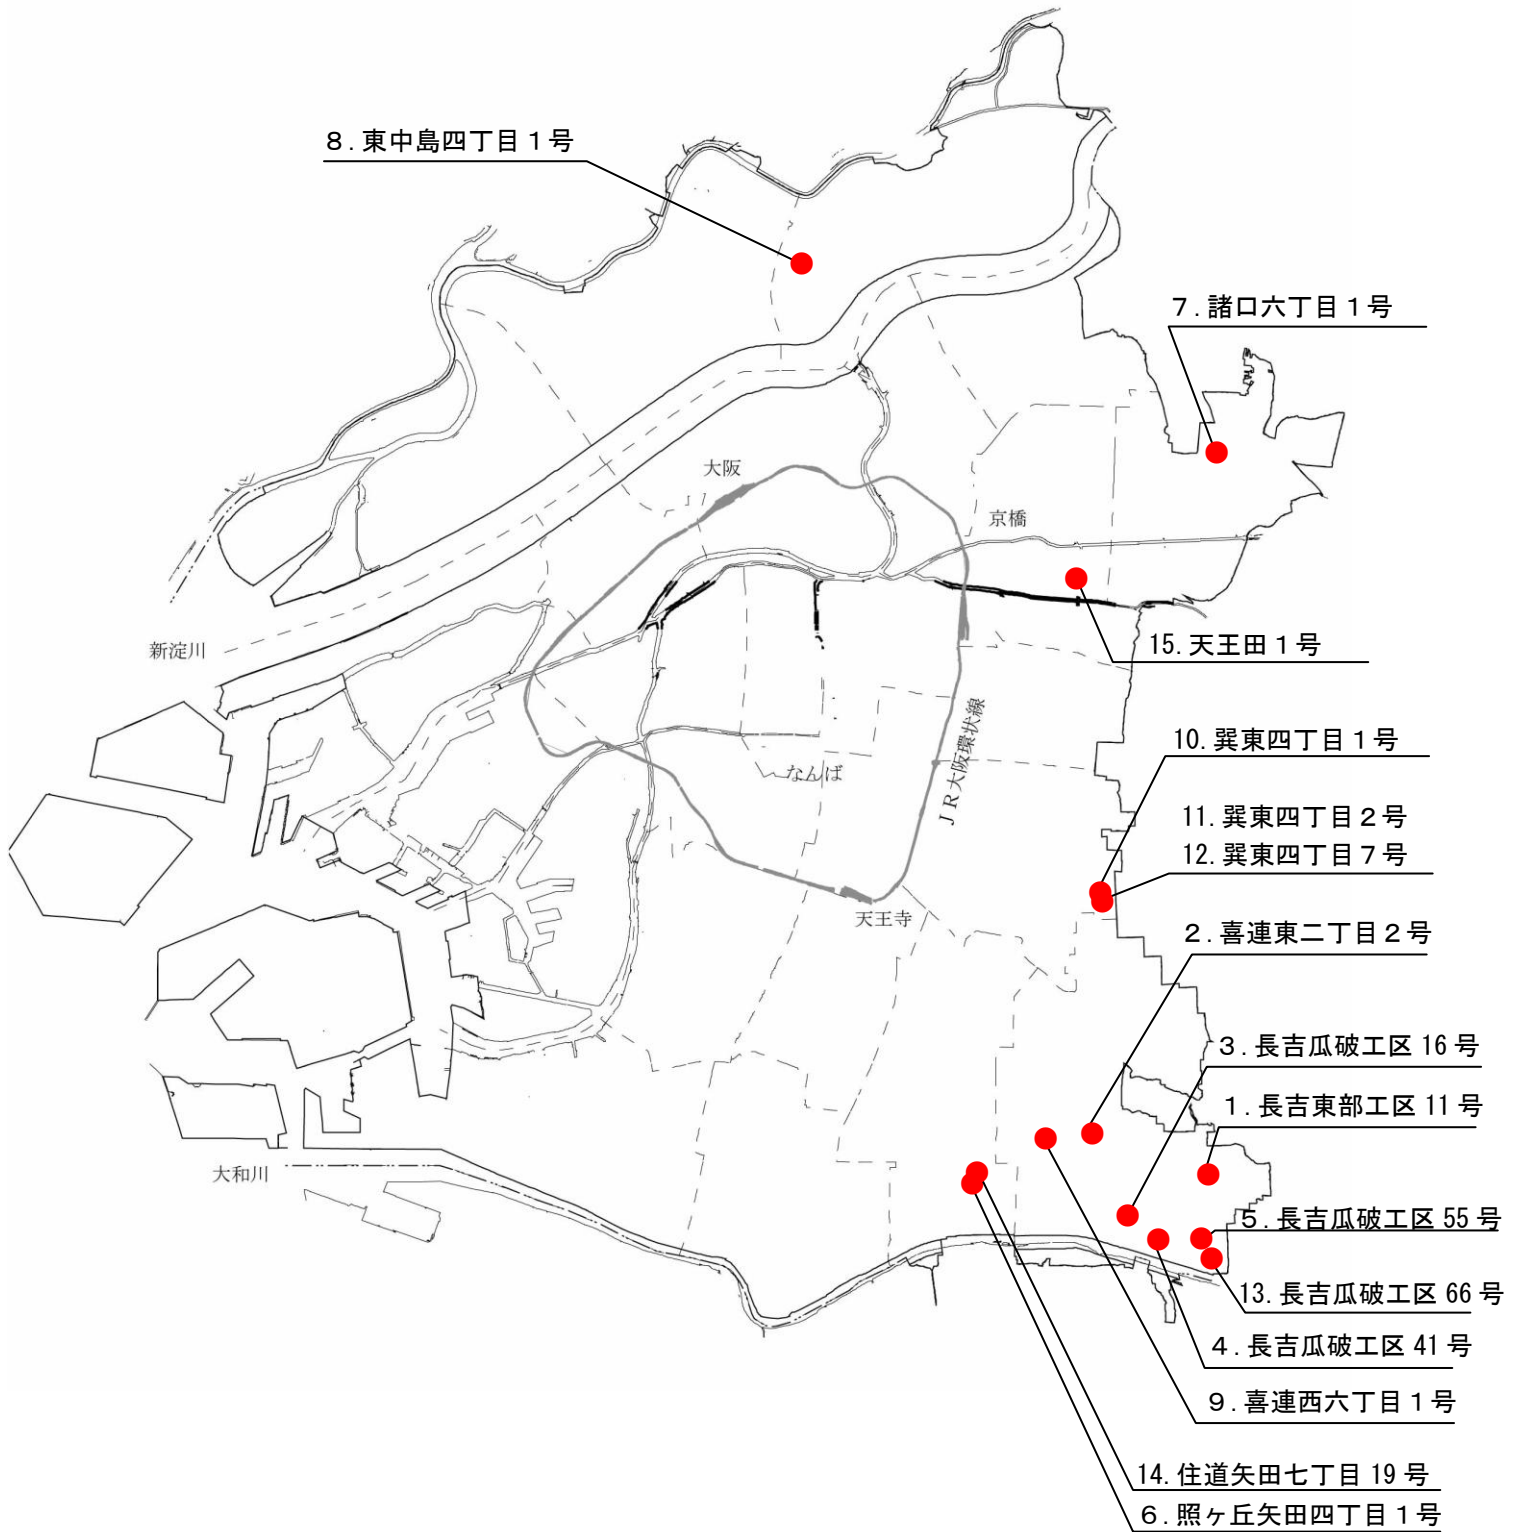 ８．東中島四丁目１号
７．諸口六丁目１号
大阪
京橋
新淀川
15．天王田１号
ＪＲ大阪環状線
10．巽東四丁目１号
なんば
11．巽東四丁目２号
12．巽東四丁目７号
天王寺
２．喜連東二丁目２号
３．長吉瓜破工区 16 号
１．長吉東部工区 11 号
大和川
５．長吉瓜破工区 55 号
13．長吉瓜破工区 66 号
４．長吉瓜破工区 41 号
９．喜連西六丁目１号
14．住道矢田七丁目 19 号
６．照ヶ丘矢田四丁目１号